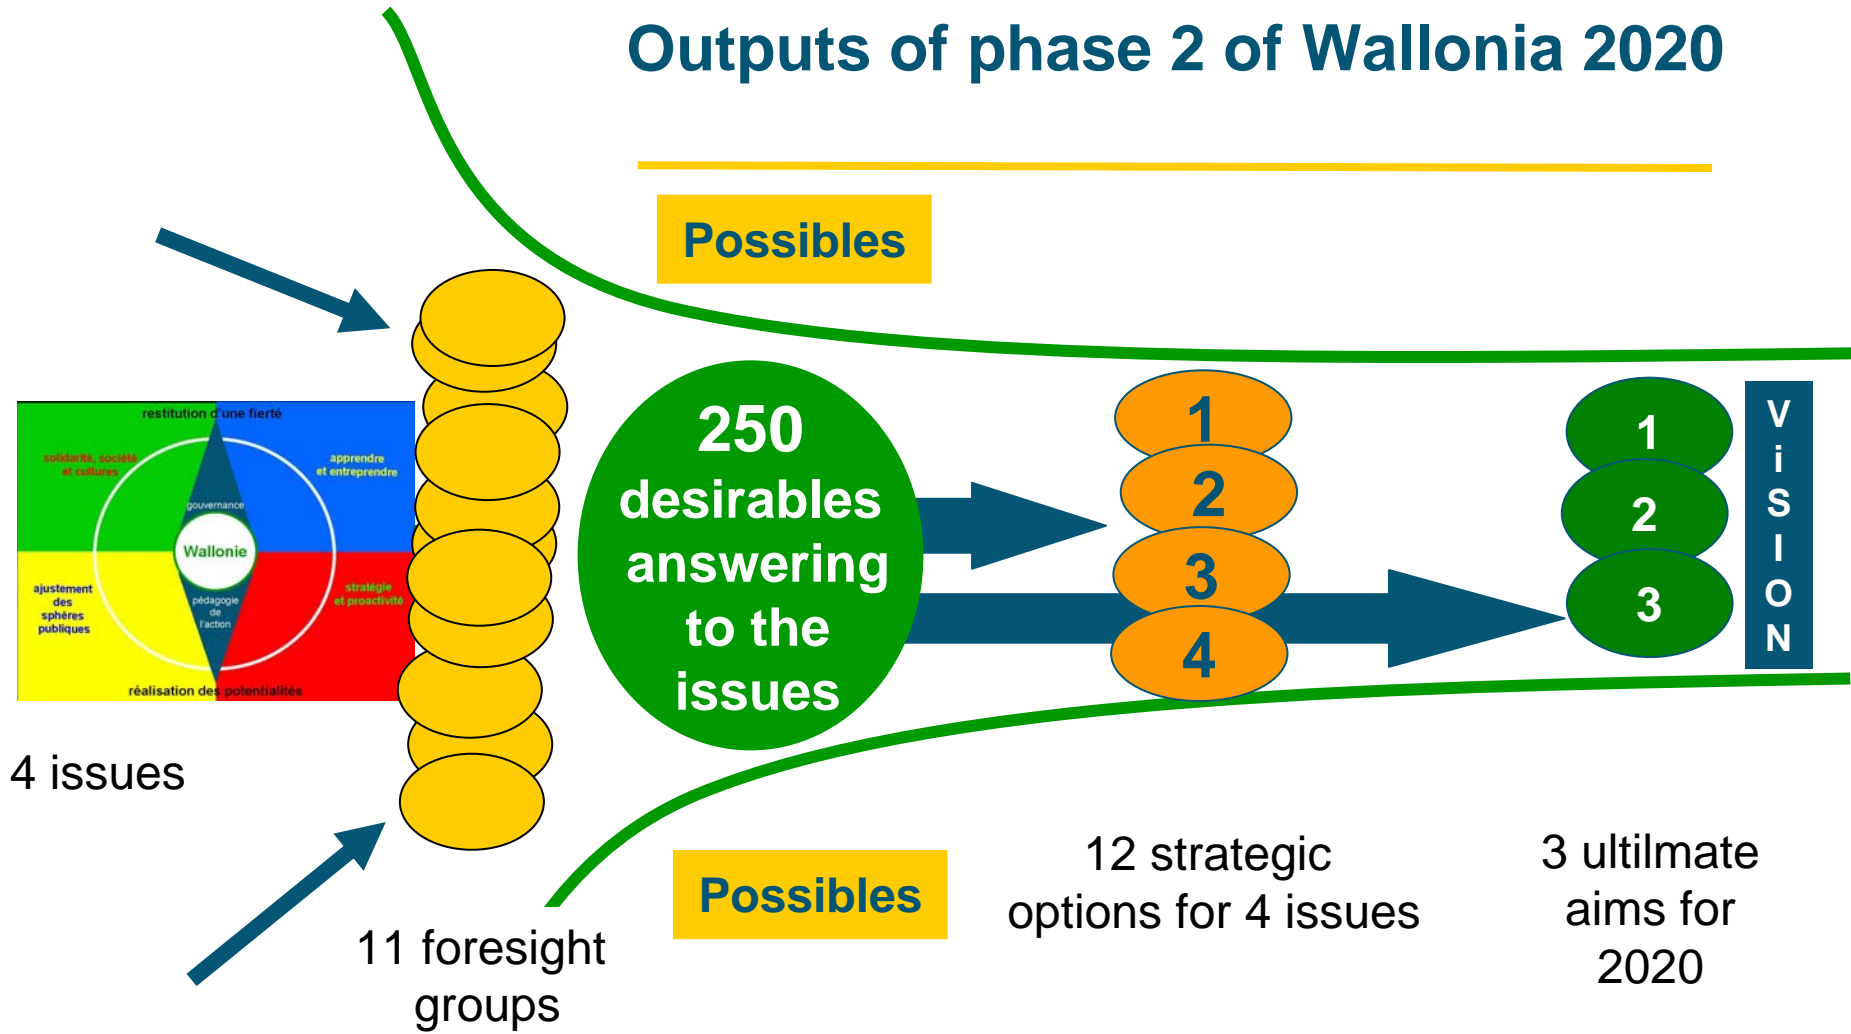 Outputs of phase 2 of Wallonia 2020
Possibles
restitution d'une fierté
solidarité, société
et cultures
apprendre
et entreprendre
gouvernance
Wallonie
ajustement
des
sphères
publiques
pédagogie
de
l'action
stratégie
et proactivité
réalisation des potentialités
4 issues
11 foresight
groups
250
desirables
answering
to the
issues
1
2
3
4
12 strategic
options for 4 issues
1
2
3
3 ultilmate
aims for
2020
V
i
S
I
O
N
Possibles